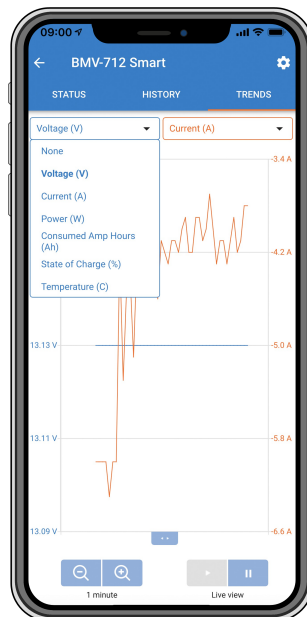 09:00
BMV-712 Smart
STATUS HISTORY TRENDS
Voltage (V) Current (A)
None
Voltage (V)
Current (A)
Power (W)
Consumed Amp Hours
(Ah)
State of Charge (%)
Temperature (C)
-3.4 A
-4.2 A
13.13 V -5.0 A
13.11 V -5.8 A
13.09 V -6.6 A
1 minute Live view